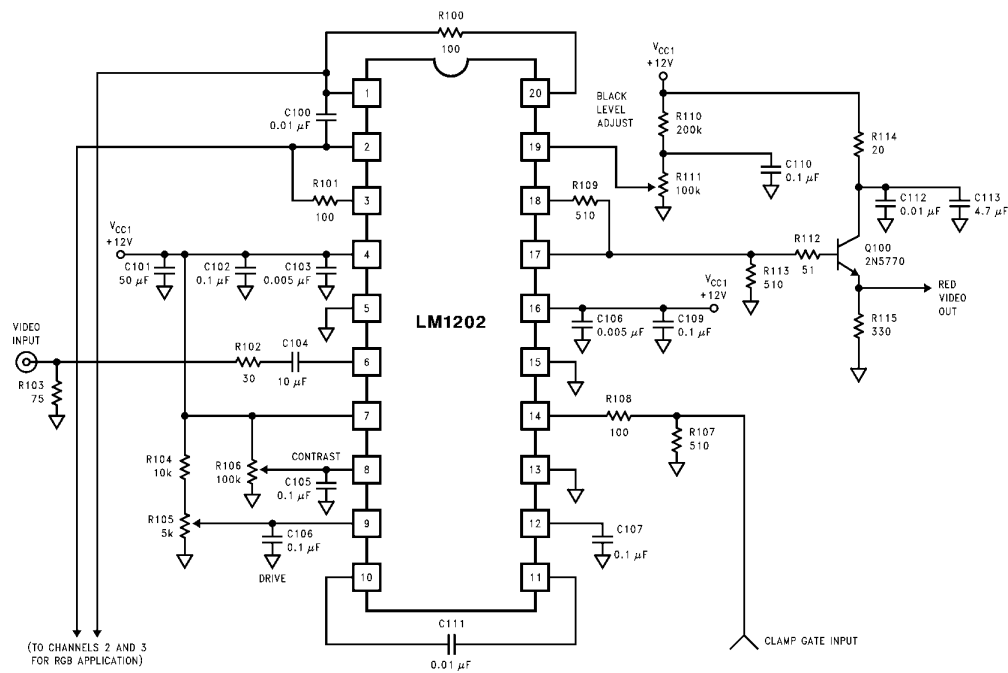 R100
100
VCC1
+12V
1
20
BLACK
LEVEL
ADJUST
R110
200k
C100
0.01 µF
R114
20
2
19
R111
100k
C110
0.1 µF
R101
100
3
18
R109
510
C112
0.01 µF
C113
4.7 µF
VCC1
+12V
4
17
R112
51
Q100
2N5770
C101
50 µF
C102
0.1 µF
C103
0.005 µF
R113
510
VCC1
+12V
RED
VIDEO
OUT
5
LM1202
16
C106
0.005 µF
C109
0.1 µF
R115
330
VIDEO
INPUT
R102
30
C104
10 µF
6
15
R103
75
7
14
R108
100
R107
510
R104
10k
R106
100k
CONTRAST
8
13
C105
0.1 µF
R105
5k
9
12
C106
0.1 µF
C107
0.1 µF
DRIVE
10
11
C111
0.01 µF
(TO CHANNELS 2 AND 3
FOR RGB APPLICATION)
CLAMP GATE INPUT